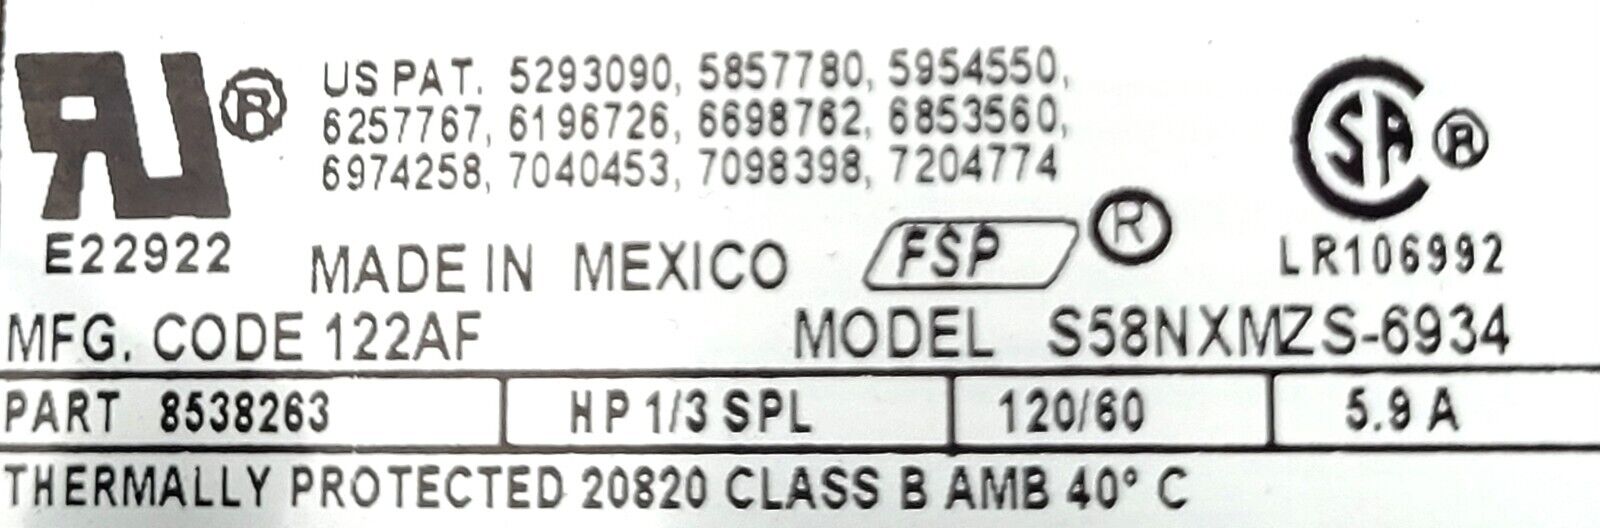 US PAT. 5293090, 5857780, 5954550,
6257767, 6196726, 6698762, 6853560,
6974258, 7040453, 7098398, 7204774
E22922
MADE IN MEXICO
FSP ®
SA ®
LR106992
MFG. CODE 122AF
MODEL S58NXMZS-6934
PART 8538263
HP 1/3 SPL
120/60
5.9 A
THERMALLY PROTECTED 20820 CLASS B AMB 40° C